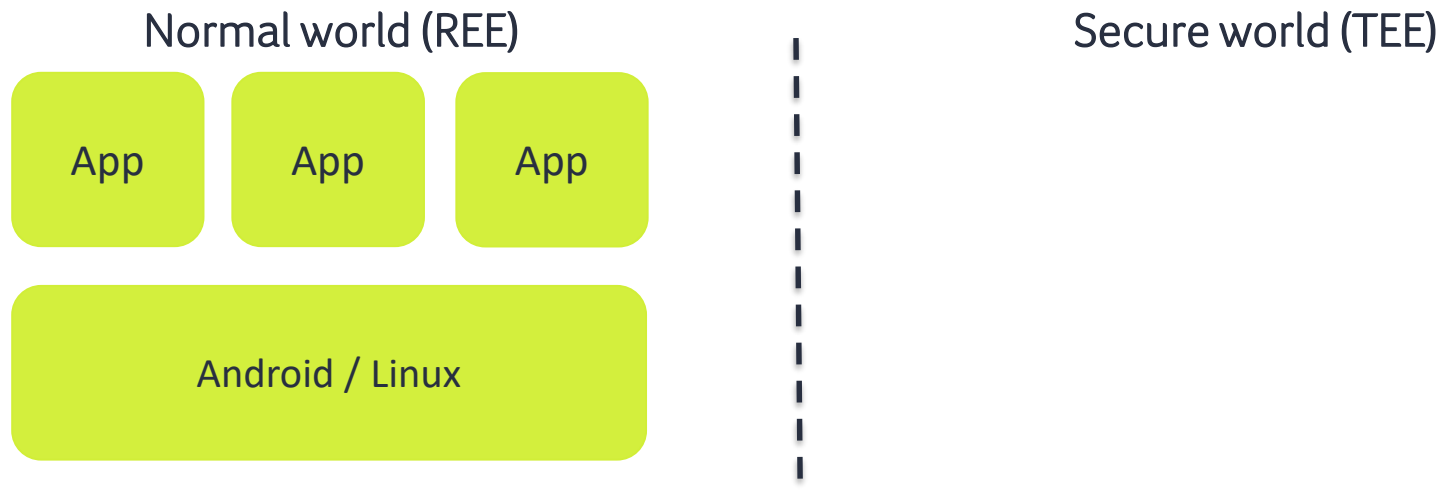 Normal world (REE)
Secure world (TEE)
App
App
App
Android / Linux